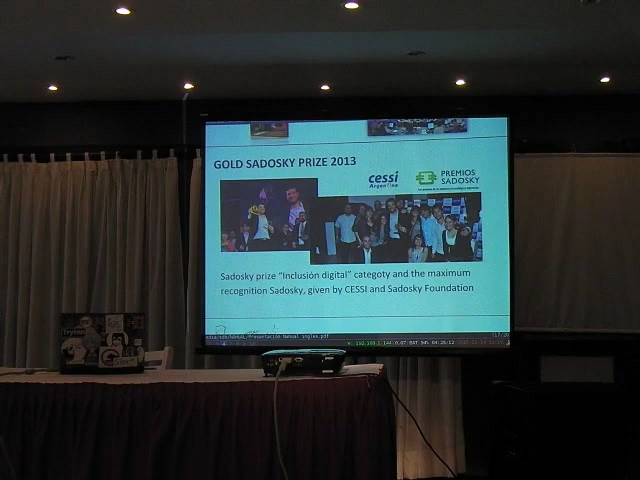 GOLD SADOSKY PRIZE 2013
cessi
Argentina
PREMIOS
SADOSKY
Sadosky prize "Inclusión digital" categoty and the maximum
recognition Sadosky, given by CESSI and Sadosky Foundation
Tryton